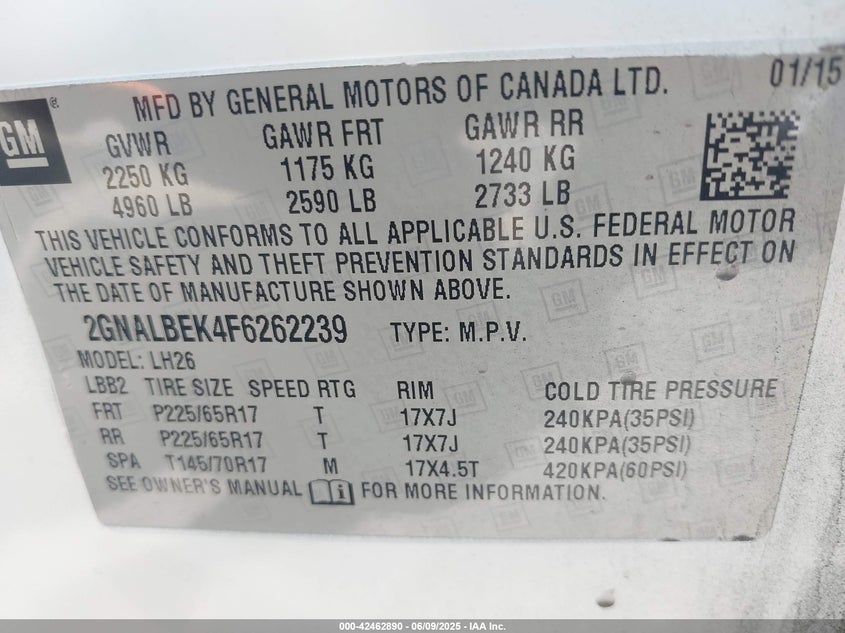 GM ®
MFD BY GENERAL MOTORS OF CANADA LTD. 01/15
GVWR GAWR FRT GAWR RR
2250 KG 1175 KG 1240 KG
4960 LB 2590 LB 2733 LB
THIS VEHICLE CONFORMS TO ALL APPLICABLE U.S. FEDERAL MOTOR
VEHICLE SAFETY AND THEFT PREVENTION STANDARDS IN EFFECT ON
THE DATE OF MANUFACTURE SHOWN ABOVE.
2GNALBEK4F6262239 TYPE: M.P.V.
MODEL: LH26
LBB2 TIRE SIZE SPEED RTG RIM COLD TIRE PRESSURE
FRT P225/65R17 T 17X7J 240KPA(35PSI)
RR P225/65R17 T 17X7J 240KPA(35PSI)
SPA T145/70R17 M 17X4.5T 420KPA(60PSI)
SEE OWNER'S MANUAL i FOR MORE INFORMATION.
000-42462890 - 06/09/2025 - IAA Inc.